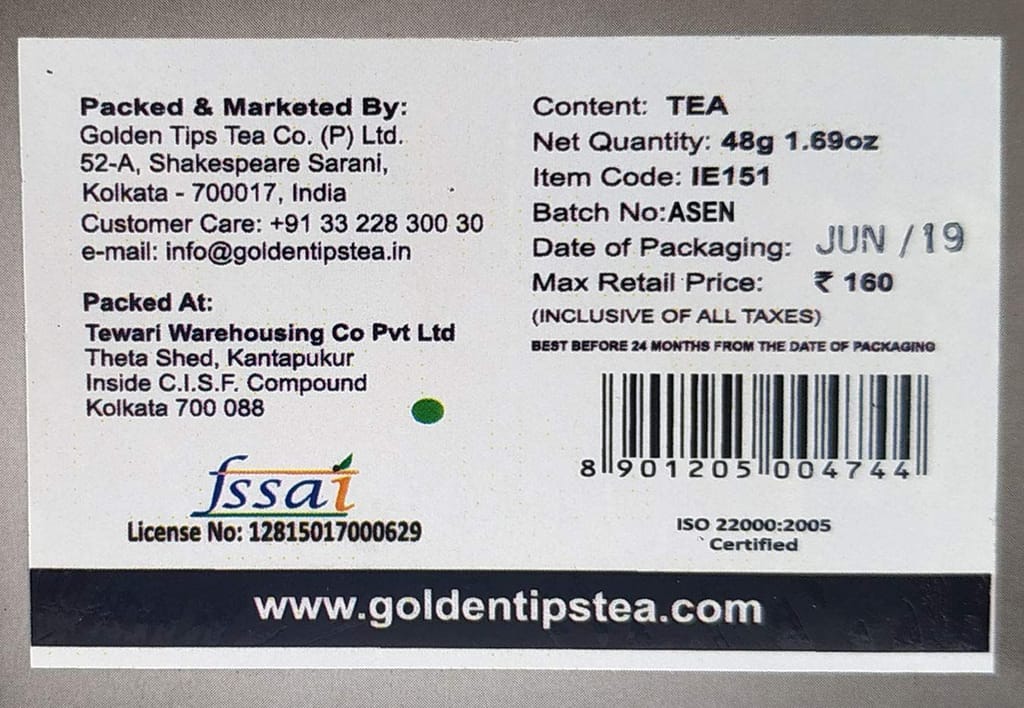 Packed & Marketed By:
Golden Tips Tea Co. (P) Ltd.
52-A, Shakespeare Sarani,
Kolkata - 700017, India
Customer Care: +91 33 228 300 30
e-mail: info@goldentipstea.in
Packed At:
Tewari Warehousing Co Pvt Ltd
Theta Shed, Kantapukur
Inside C.I.S.F. Compound
Kolkata 700 088
fssai
License No: 12815017000629
Content: TEA
Net Quantity: 48g 1.69oz
Item Code: IE151
Batch No:ASEN
Date of Packaging: JUN /19
Max Retail Price: ₹ 160
(INCLUSIVE OF ALL TAXES)
BEST BEFORE 24 MONTHS FROM THE DATE OF PACKAGING
8 901205 004744
ISO 22000:2005
Certified
www.goldentipstea.com